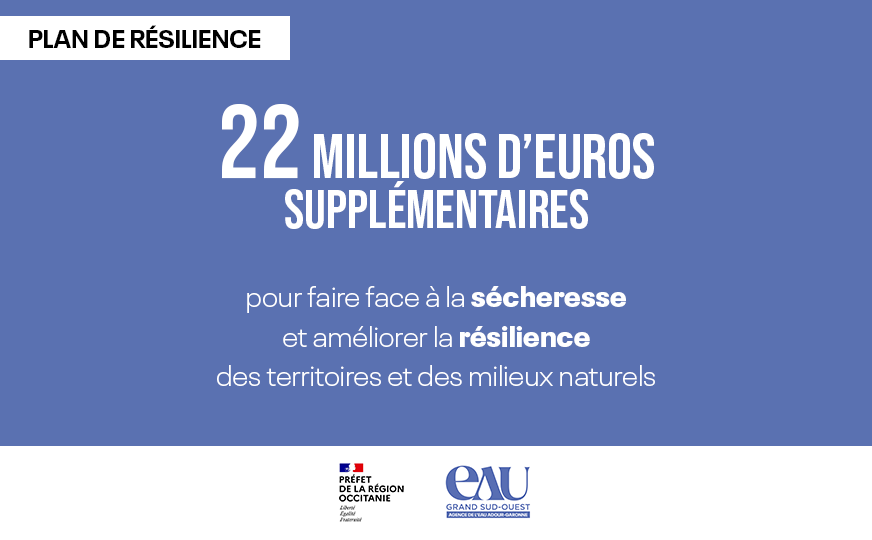 PLAN DE RÉSILIENCE
22 MILLIONS D’EUROS
SUPPLÉMENTAIRES
pour faire face à la sécheresse
et améliorer la résilience
des territoires et des milieux naturels
PRÉFET
DE LA RÉGION
OCCITANIE
Liberté
Égalité
Fraternité
eAU
GRAND SUD-OUEST
AGENCE DE L'EAU ADOUR-GARONNE